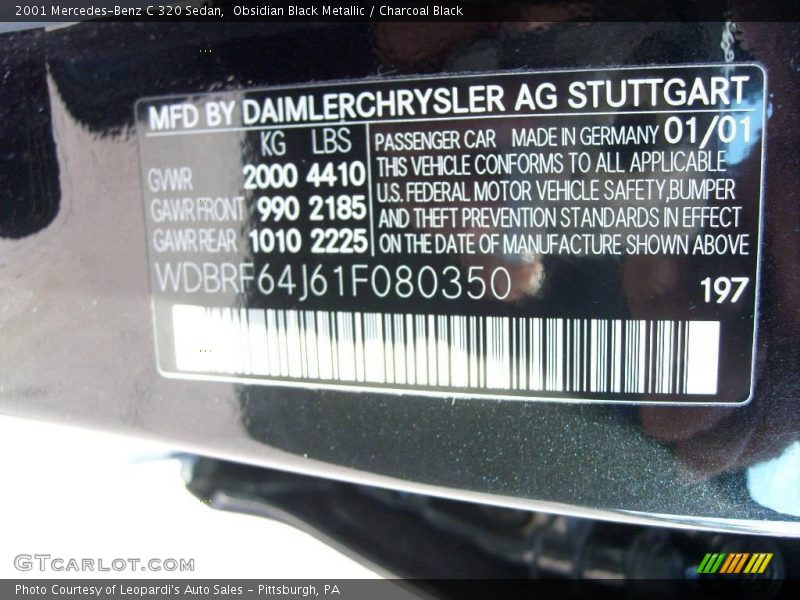 2001 Mercedes-Benz C 320 Sedan,  Obsidian Black Metallic / Charcoal Black
MFD BY DAIMLERCHRYSLER AG STUTTGART
KG LBS
GVWR 2000 4410
GAWR FRONT 990 2185
GAWR REAR 1010 2225
PASSENGER CAR MADE IN GERMANY 01/01
THIS VEHICLE CONFORMS TO ALL APPLICABLE
U.S. FEDERAL MOTOR VEHICLE SAFETY,BUMPER
AND THEFT PREVENTION STANDARDS IN EFFECT
ON THE DATE OF MANUFACTURE SHOWN ABOVE
WDBRF64J61F080350
197
GTCARLOT.COM
Photo Courtesy of Leopardi's Auto Sales - Pittsburgh, PA